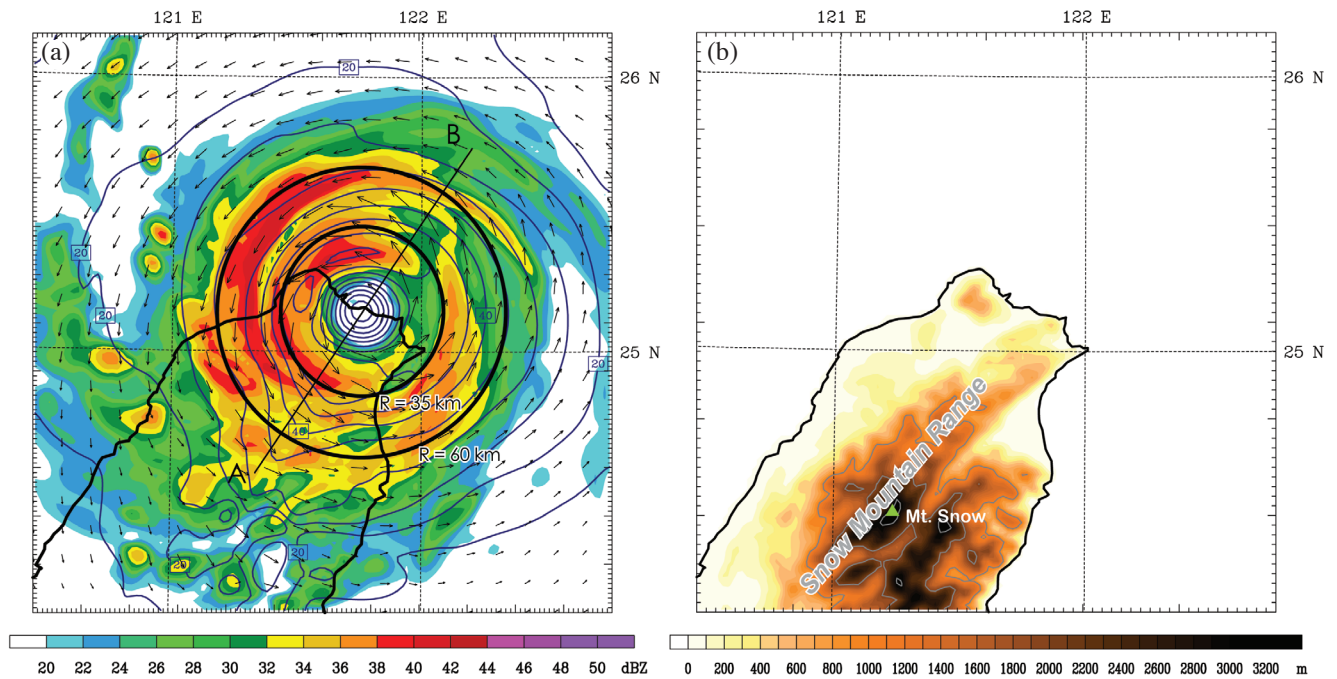 121 E 122 E
(a)
20
26 N
B
20
20
40
20
25 N
R = 35 km
40
R = 60 km
A
20
20
20 22 24 26 28 30 32 34 36 38 40 42 44 46 48 50 dBZ
121 E 122 E
(b)
26 N
25 N
Snow Mountain Range
Mt. Snow
0 200 400 600 800 1000 1200 1400 1600 1800 2000 2200 2400 2600 2800 3000 3200 m